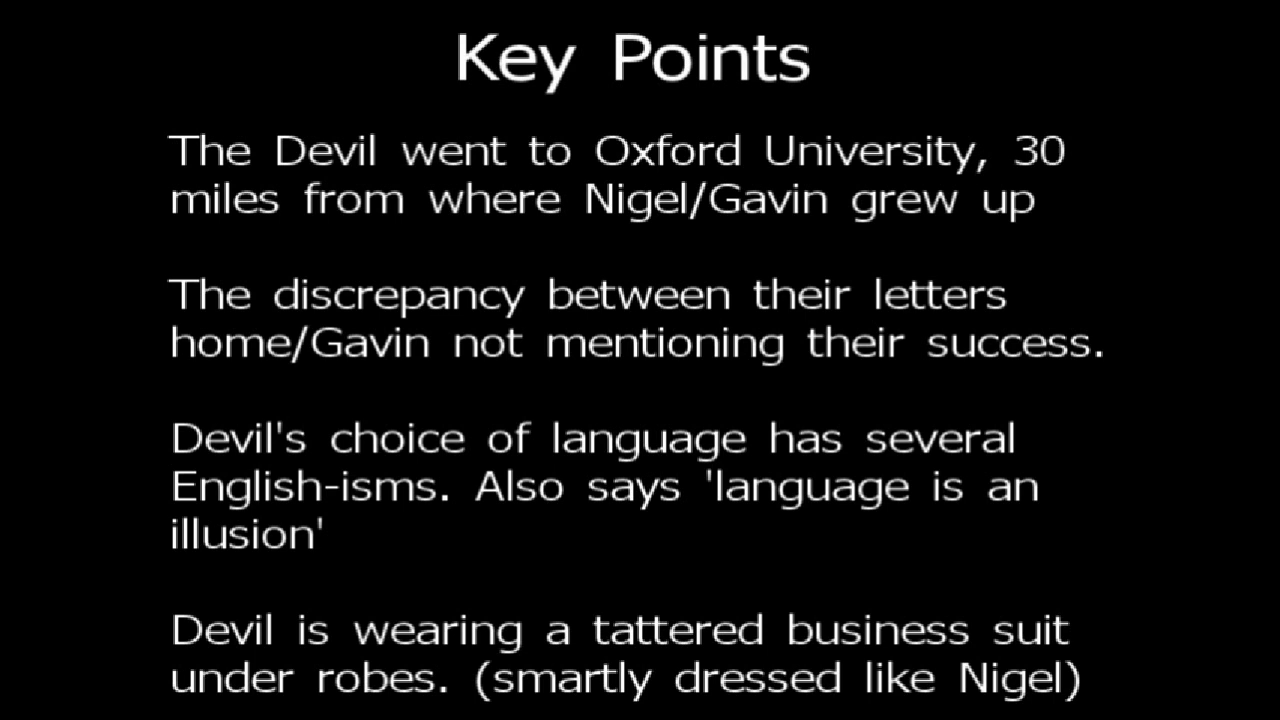 Key Points
The Devil went to Oxford University, 30
miles from where Nigel/Gavin grew up
The discrepancy between their letters
home/Gavin not mentioning their success.
Devil's choice of language has several
English-isms. Also says 'language is an
illusion'
Devil is wearing a tattered business suit
under robes. (smartly dressed like Nigel)